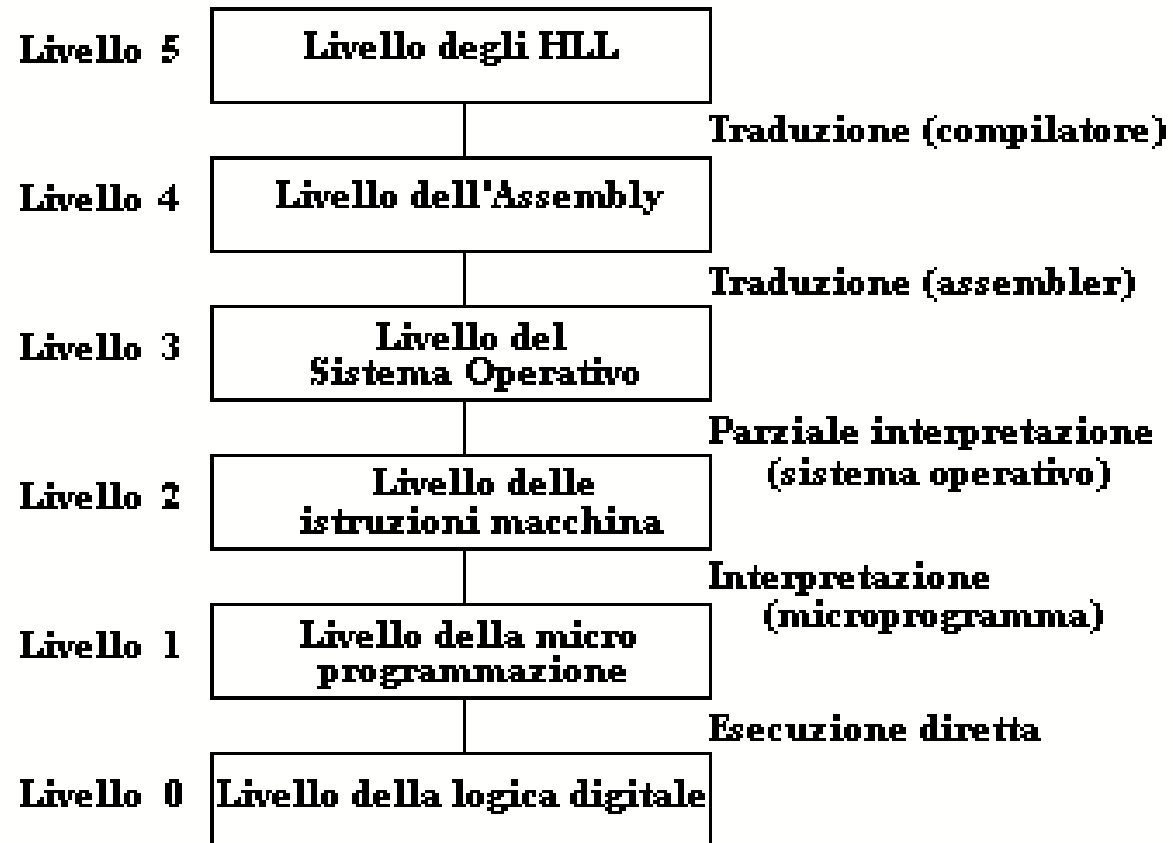 Livello 5
Livello degli HLL
Traduzione (compilatore)
Livello 4
Livello dell'Assembly
Traduzione (assembler)
Livello 3
Livello del
Sistema Operativo
Parziale interpretazione
(sistema operativo)
Livello 2
Livello delle
istruzioni macchina
Interpretazione
(microprogramma)
Livello 1
Livello della micro
programmazione
Esecuzione diretta
Livello 0
Livello della logica digitale